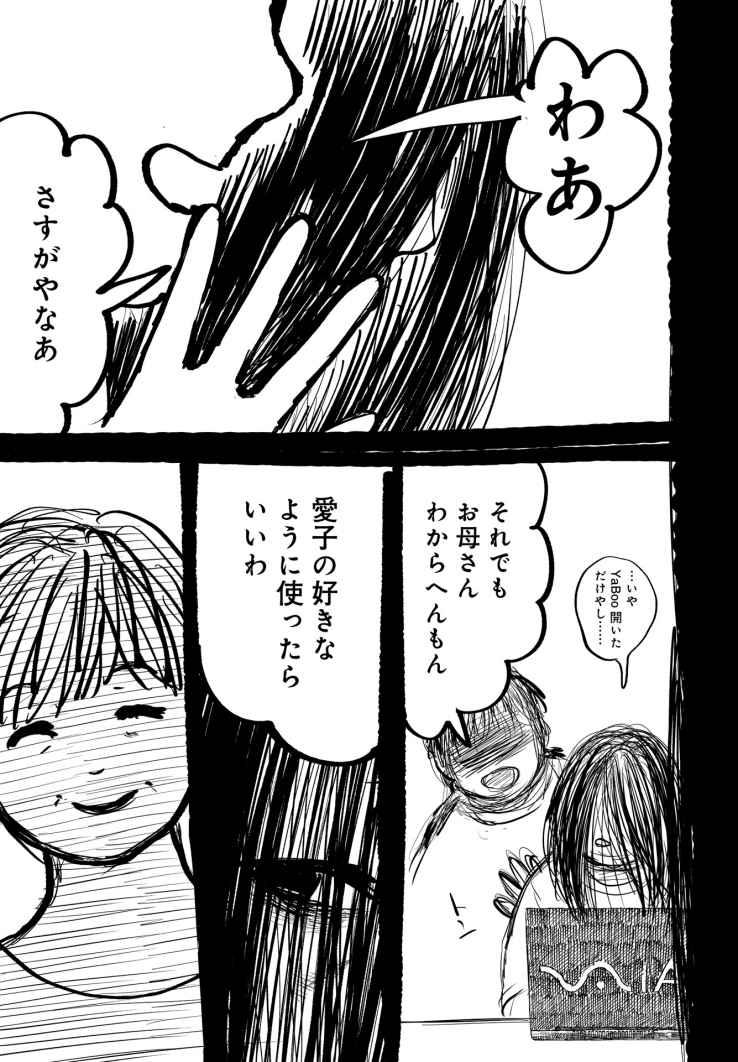 わあ
さすがやなあ
…いや
YaBoo 開いた
だけやし……
それでも
お母さん
わからへんもん
トン
VAIA
愛子の好きな
ように使ったら
いいわ